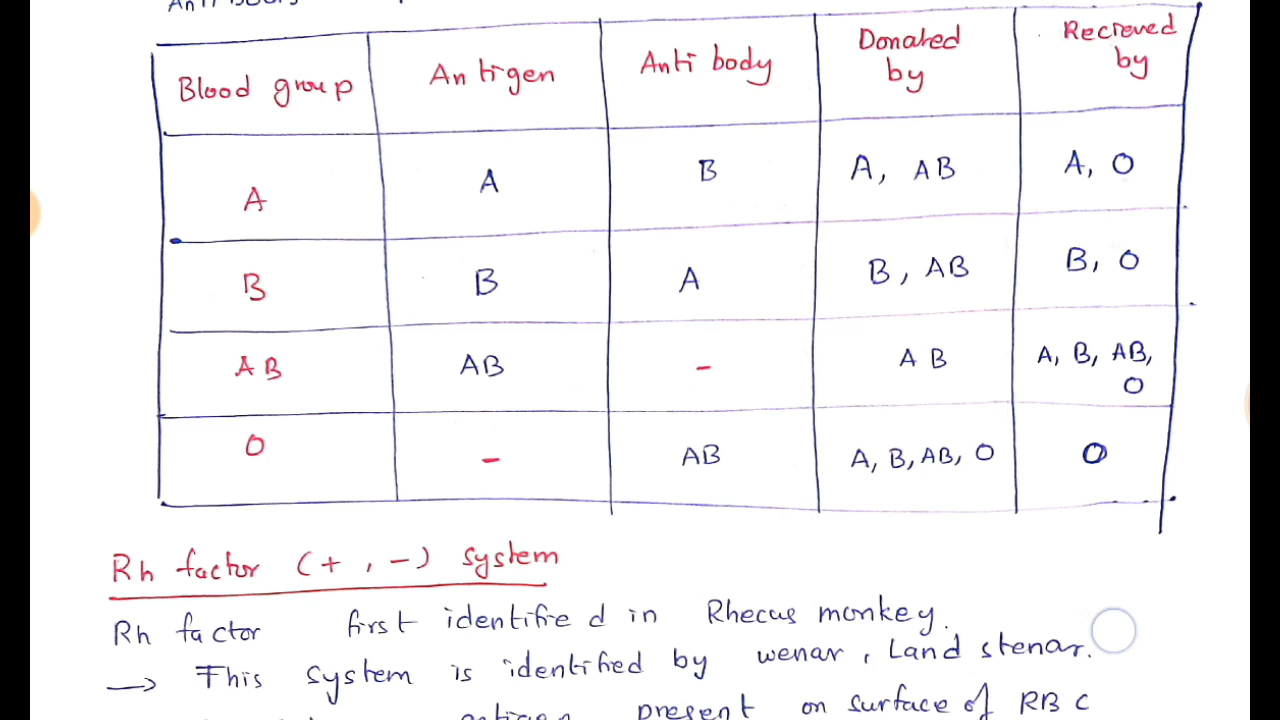 Blood group Antigen Anti body Donated by Recieved by
A A B A, AB A, O
B B A B, AB B, O
AB AB - AB A, B, AB, O
O - AB A, B, AB, O O
Rh factor (+, -) system
Rh factor first identified in Rhecus monkey.
→ This system is identified by wenar, Land stenar.
antigen present on surface of RBC